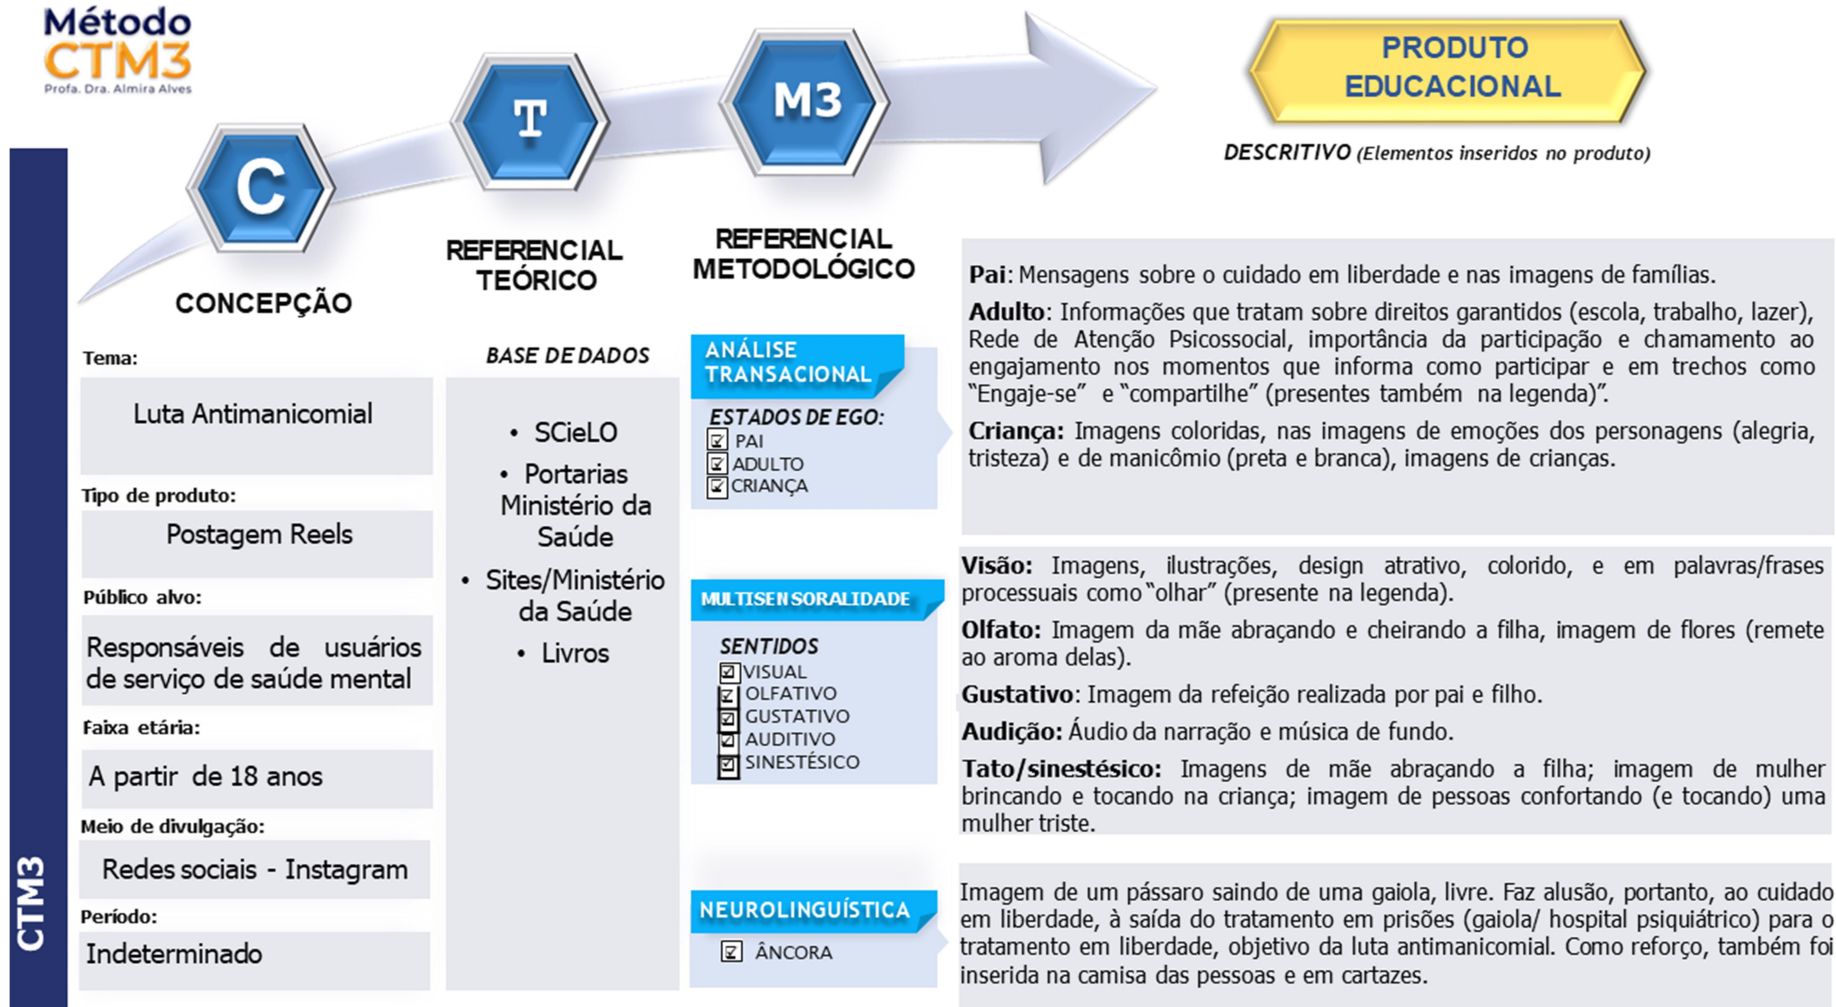 Método
CTM3
Profa. Dra. Almira Alves
C
T
M3
PRODUTO
EDUCACIONAL
DESCRITIVO (Elementos inseridos no produto)
CONCEPÇÃO
Tema:
Luta Antimanicomial
Tipo de produto:
Postagem Reels
Público alvo:
Responsáveis de usuários
de serviço de saúde mental
Faixa etária:
A partir de 18 anos
Meio de divulgação:
Redes sociais - Instagram
Período:
Indeterminado
CTM3
REFERENCIAL
TEÓRICO
BASE DE DADOS
• SCieLO
• Portarias
Ministério da
Saúde
• Sites/Ministério
da Saúde
• Livros
REFERENCIAL
METODOLÓGICO
ANÁLISE
TRANSACIONAL
ESTADOS DE EGO:
☑ PAI
☑ ADULTO
☑ CRIANÇA
Pai: Mensagens sobre o cuidado em liberdade e nas imagens de famílias.
Adulto: Informações que tratam sobre direitos garantidos (escola, trabalho, lazer),
Rede de Atenção Psicossocial, importância da participação e chamamento ao
engajamento nos momentos que informa como participar e em trechos como
“Engaje-se” e “compartilhe” (presentes também na legenda)”.
Criança: Imagens coloridas, nas imagens de emoções dos personagens (alegria,
tristeza) e de manicômio (preta e branca), imagens de crianças.
MULTISENSORALIDADE
SENTIDOS
☑ VISUAL
☑ OLFATIVO
☑ GUSTATIVO
☑ AUDITIVO
☑ SINESTÉSICO
Visão: Imagens, ilustrações, design atrativo, colorido, e em palavras/frases
processuais como “olhar” (presente na legenda).
Olfato: Imagem da mãe abraçando e cheirando a filha, imagem de flores (remete
ao aroma delas).
Gustativo: Imagem da refeição realizada por pai e filho.
Audição: Áudio da narração e música de fundo.
Tato/sinestésico: Imagens de mãe abraçando a filha; imagem de mulher
brincando e tocando na criança; imagem de pessoas confortando (e tocando) uma
mulher triste.
NEUROLINGUÍSTICA
☑ ÂNCORA
Imagem de um pássaro saindo de uma gaiola, livre. Faz alusão, portanto, ao cuidado
em liberdade, à saída do tratamento em prisões (gaiola/ hospital psiquiátrico) para o
tratamento em liberdade, objetivo da luta antimanicomial. Como reforço, também foi
inserida na camisa das pessoas e em cartazes.